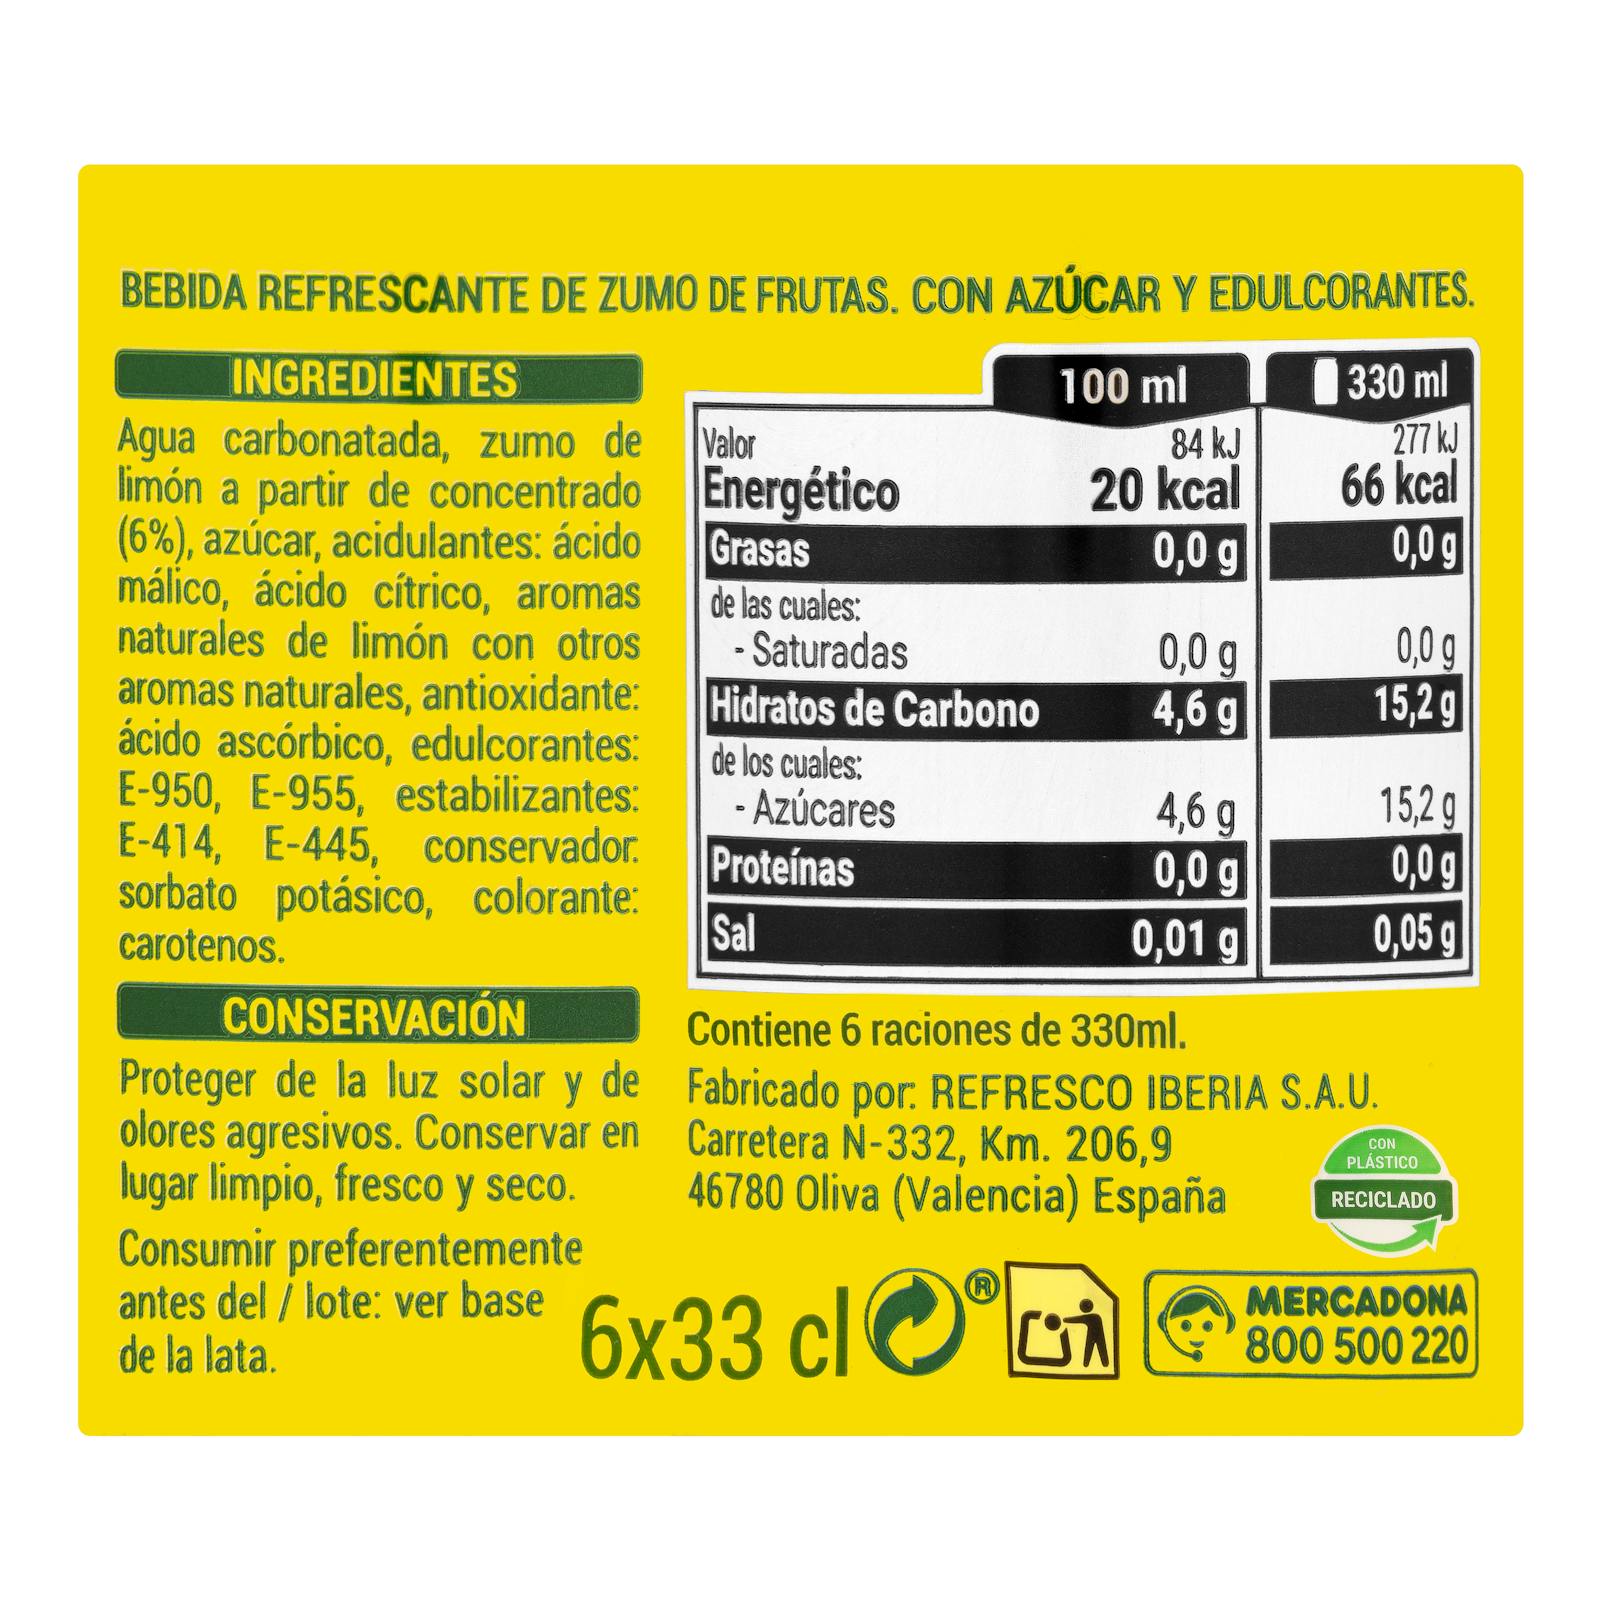 BEBIDA REFRESCANTE DE ZUMO DE FRUTAS. CON AZÚCAR Y EDULCORANTES.
INGREDIENTES
Agua carbonatada, zumo de
limón a partir de concentrado
(6%), azúcar, acidulantes: ácido
málico, ácido cítrico, aromas
naturales de limón con otros
aromas naturales, antioxidante:
ácido ascórbico, edulcorantes:
E-950, E-955, estabilizantes:
E-414, E-445, conservador:
sorbato potásico, colorante:
carotenos.
CONSERVACIÓN
Proteger de la luz solar y de
olores agresivos. Conservar en
lugar limpio, fresco y seco.
Consumir preferentemente
antes del / lote: ver base
de la lata.
100 ml 330 ml
Valor 84 kJ 277 kJ
Energético 20 kcal 66 kcal
Grasas 0,0 g 0,0 g
de las cuales:
- Saturadas 0,0 g 0,0 g
Hidratos de Carbono 4,6 g 15,2 g
de los cuales:
- Azúcares 4,6 g 15,2 g
Proteínas 0,0 g 0,0 g
Sal 0,01 g 0,05 g
Contiene 6 raciones de 330ml.
Fabricado por: REFRESCO IBERIA S.A.U.
Carretera N-332, Km. 206,9
46780 Oliva (Valencia) España
CON
PLÁSTICO
RECICLADO
6x33 cl ®
MERCADONA
800 500 220